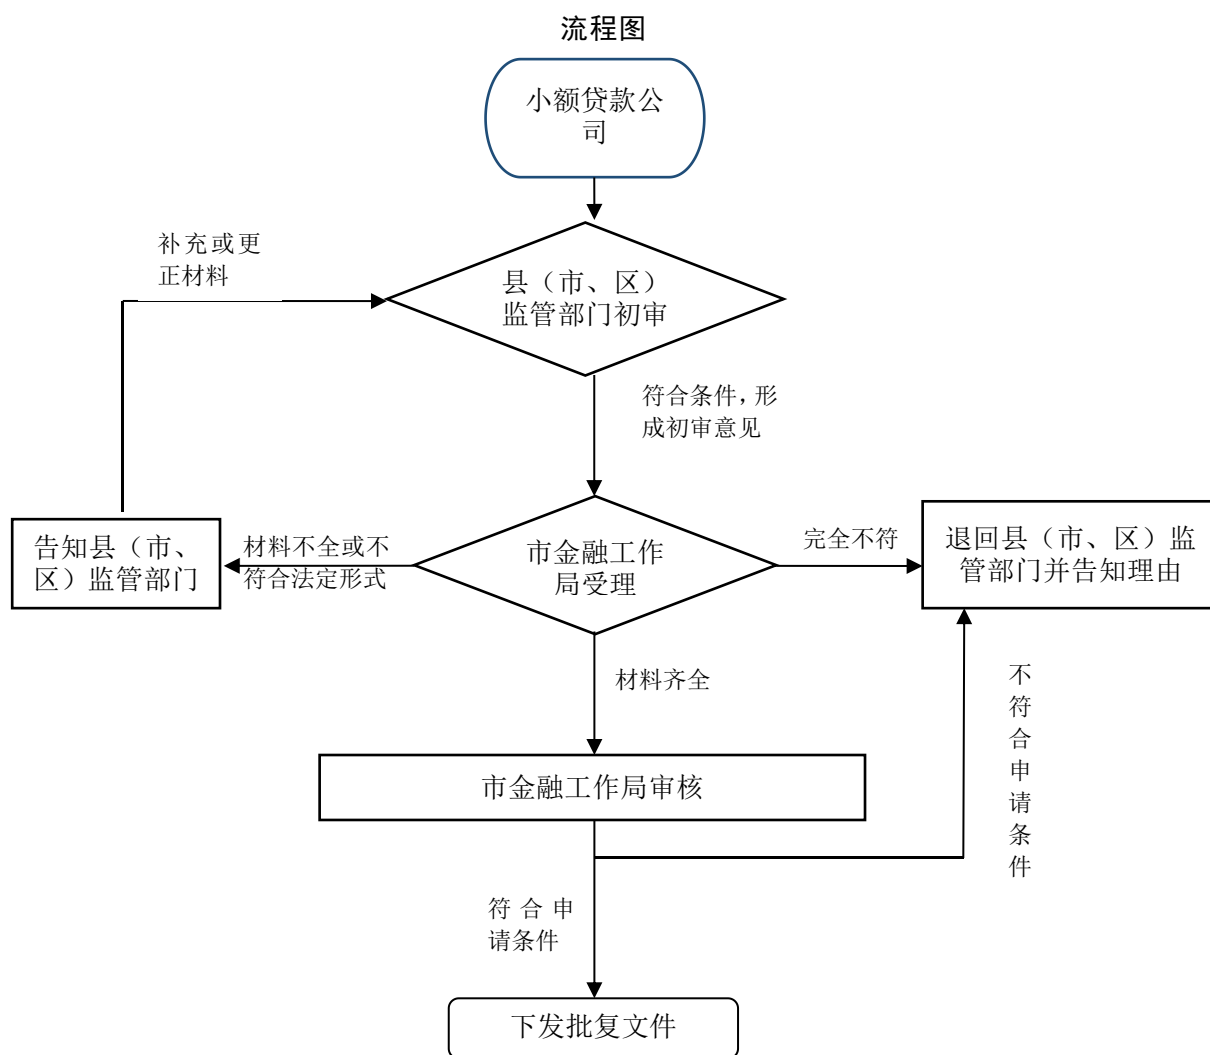 流程图
小额贷款公
司
补充或更
正材料
县（市、区）
监管部门初审
符合条件，形
成初审意见
告知县（市、
区）监管部门
材料不全或不
符合法定形式
市金融工作
局受理
完全不符
退回县（市、区）监
管部门并告知理由
材料齐全
不
符
合
申
请
条
件
市金融工作局审核
符合申
请条件
下发批复文件